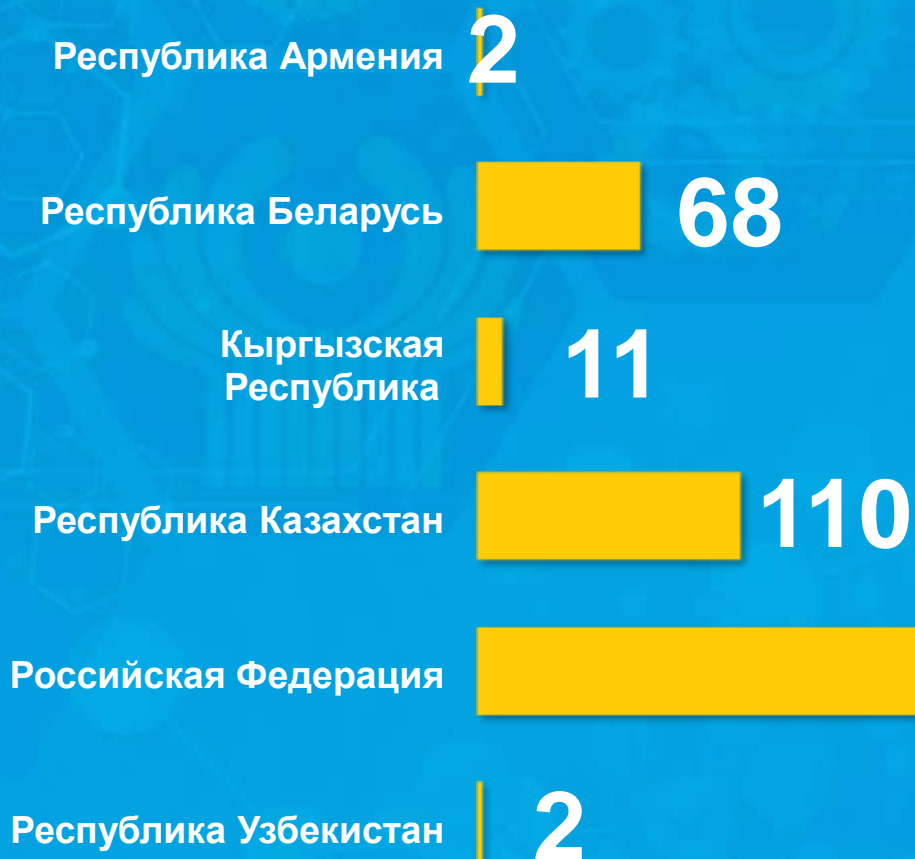 Республика Армения 2
Республика Беларусь 68
Кыргызская
Республика 11
Республика Казахстан 110
Российская Федерация
Республика Узбекистан 2